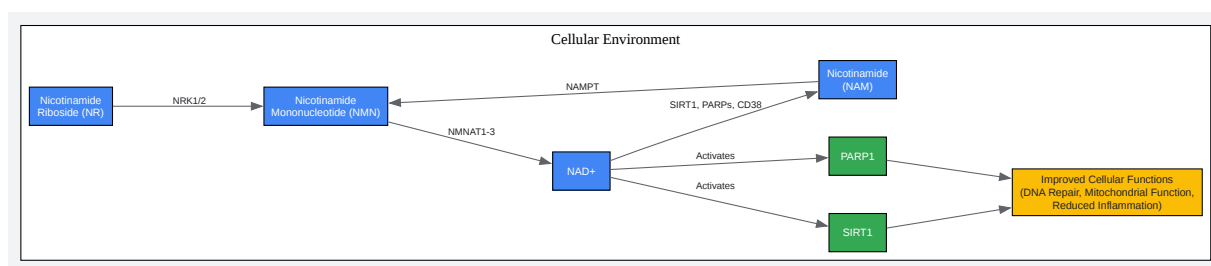 Cellular Environment
Nicotinamide
Riboside (NR)
NRK1/2
Nicotinamide
Mononucleotide (NMN)
NAMPT
NMNAT1-3
NAD+
SIRT1, PARPs, CD38
Nicotinamide
(NAM)
Activates
PARP1
Activates
SIRT1
Improved Cellular Functions
(DNA Repair, Mitochondrial Function,
Reduced Inflammation)